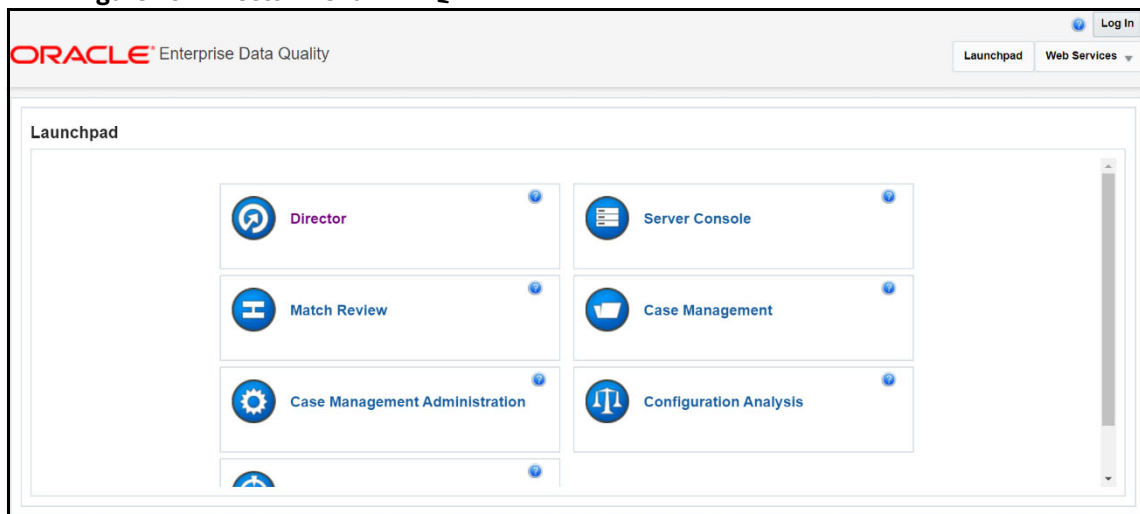 Log In
ORACLE Enterprise Data Quality
Launchpad
Web Services
Launchpad
Director
Server Console
Match Review
Case Management
Case Management Administration
Configuration Analysis